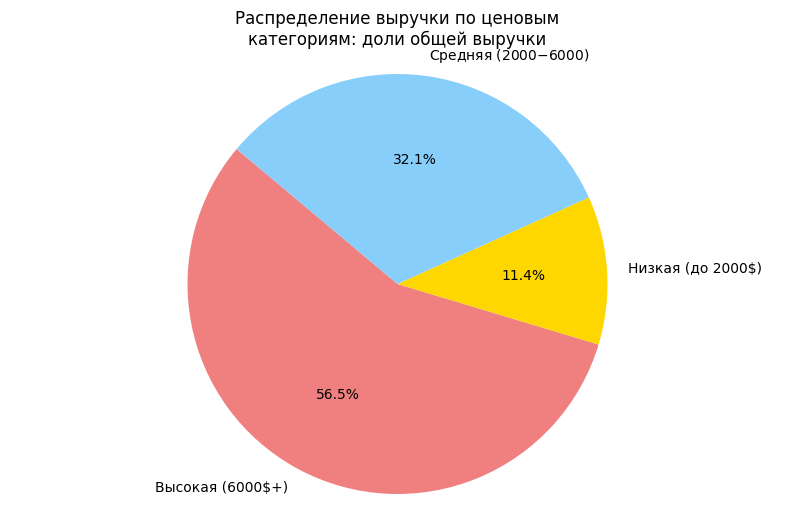 Распределение выручки по ценовым
категориям: доли общей выручки
Средняя (2000−6000)
32.1%
Низкая (до 2000$)
11.4%
56.5%
Высокая (6000$+)